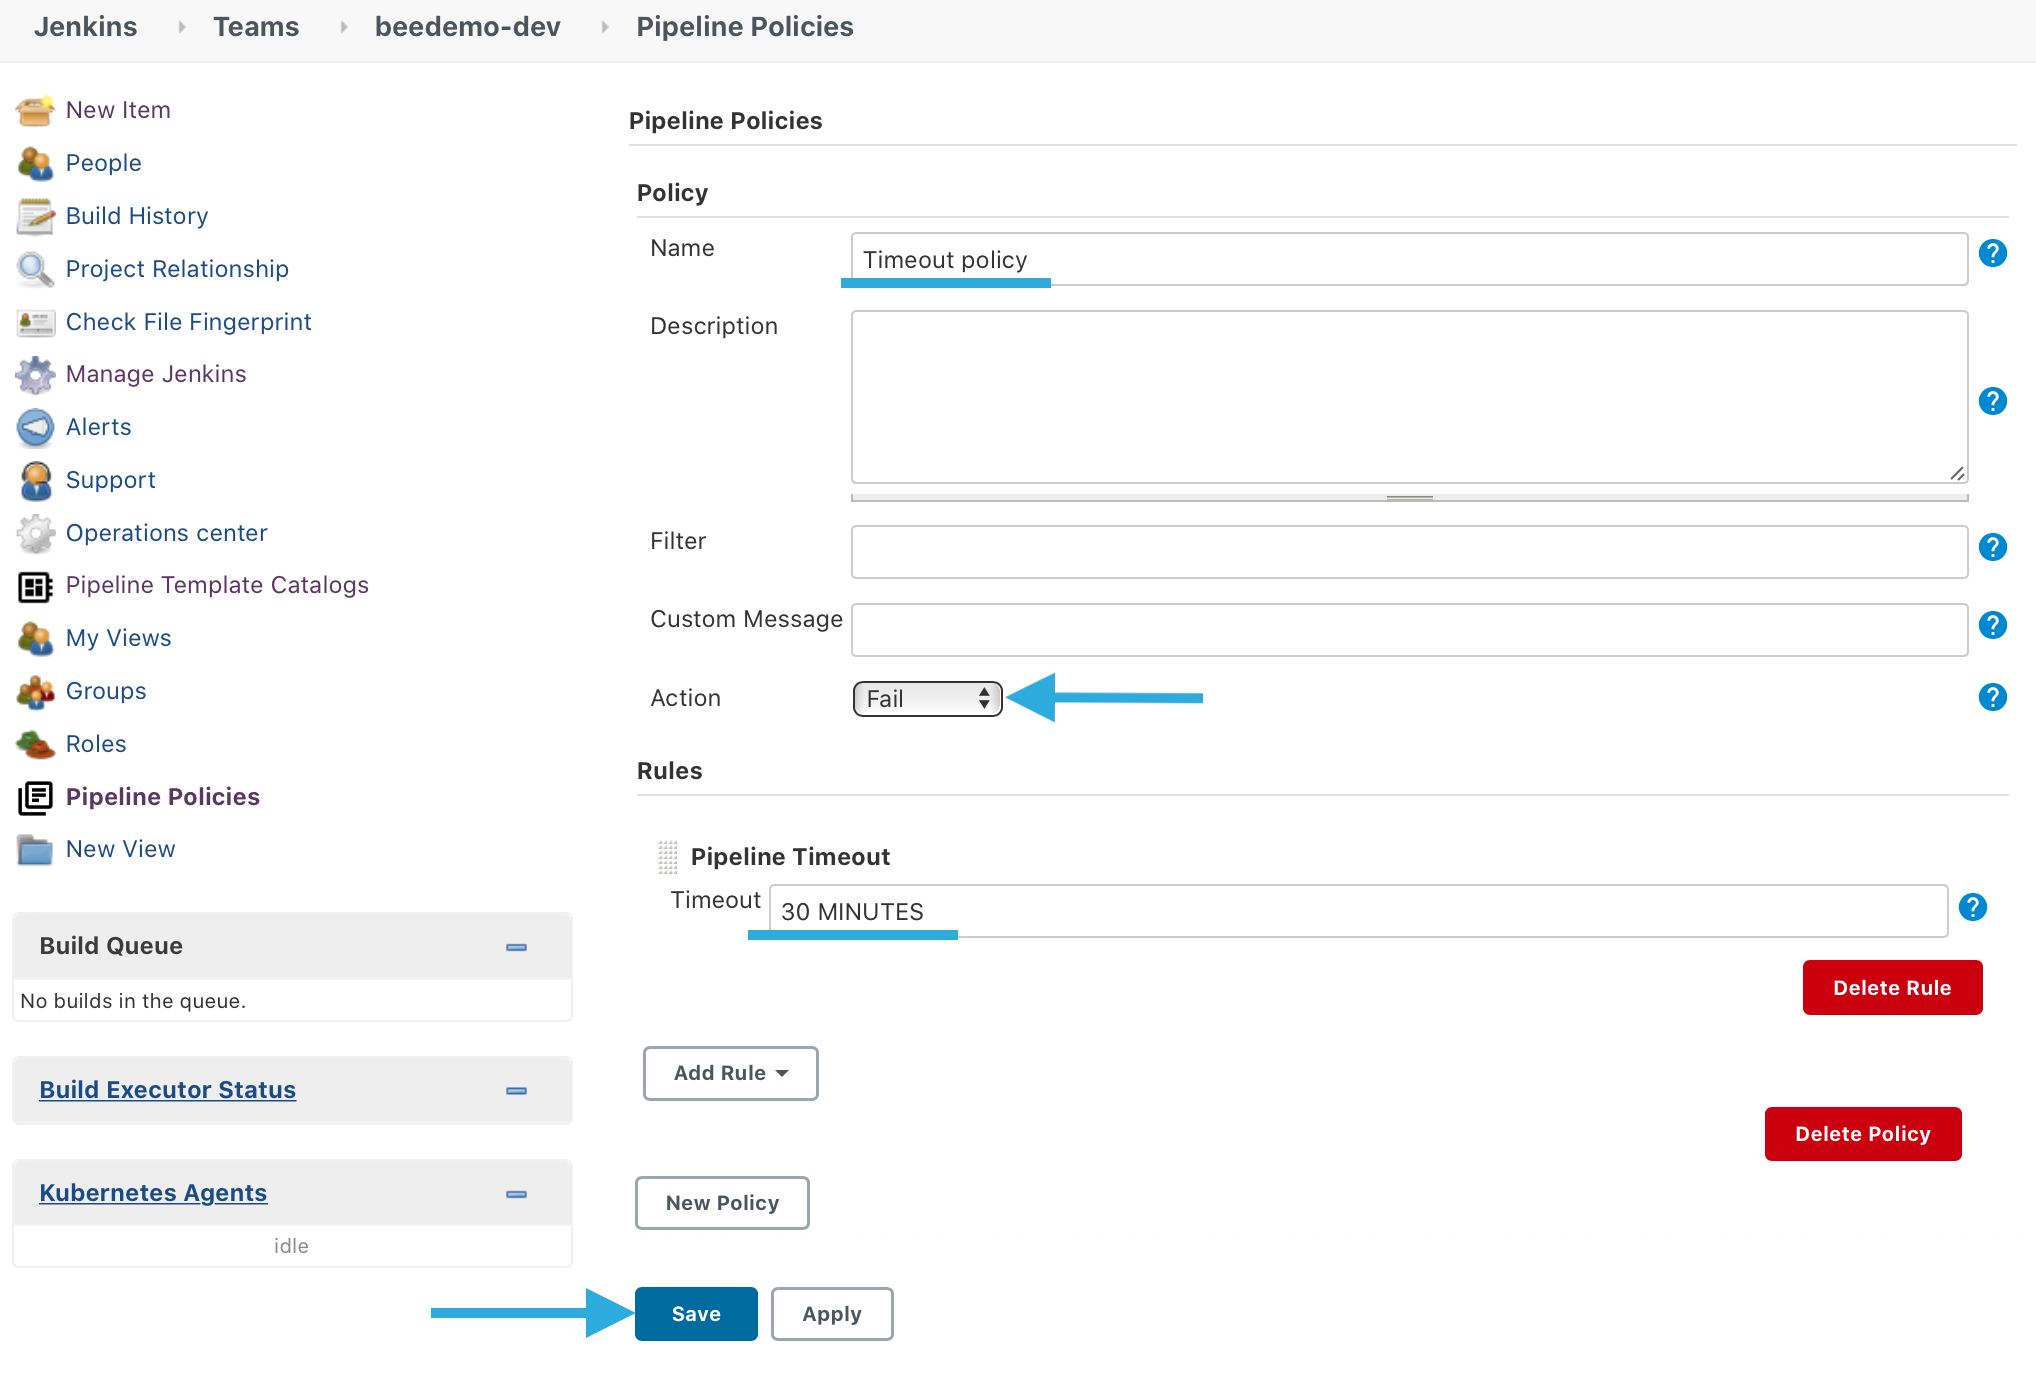 Jenkins Teams beedemo-dev Pipeline Policies
New Item
People
Build History
Project Relationship
Check File Fingerprint
Manage Jenkins
Alerts
Support
Operations center
Pipeline Template Catalogs
My Views
Groups
Roles
Pipeline Policies
New View
Build Queue
No builds in the queue.
Build Executor Status
Kubernetes Agents
idle
Pipeline Policies
Policy
Name Timeout policy ?
Description ?
Filter ?
Custom Message ?
Action Fail ?
Rules
Pipeline Timeout
Timeout 30 MINUTES ?
Delete Rule
Add Rule
Delete Policy
New Policy
Save Apply